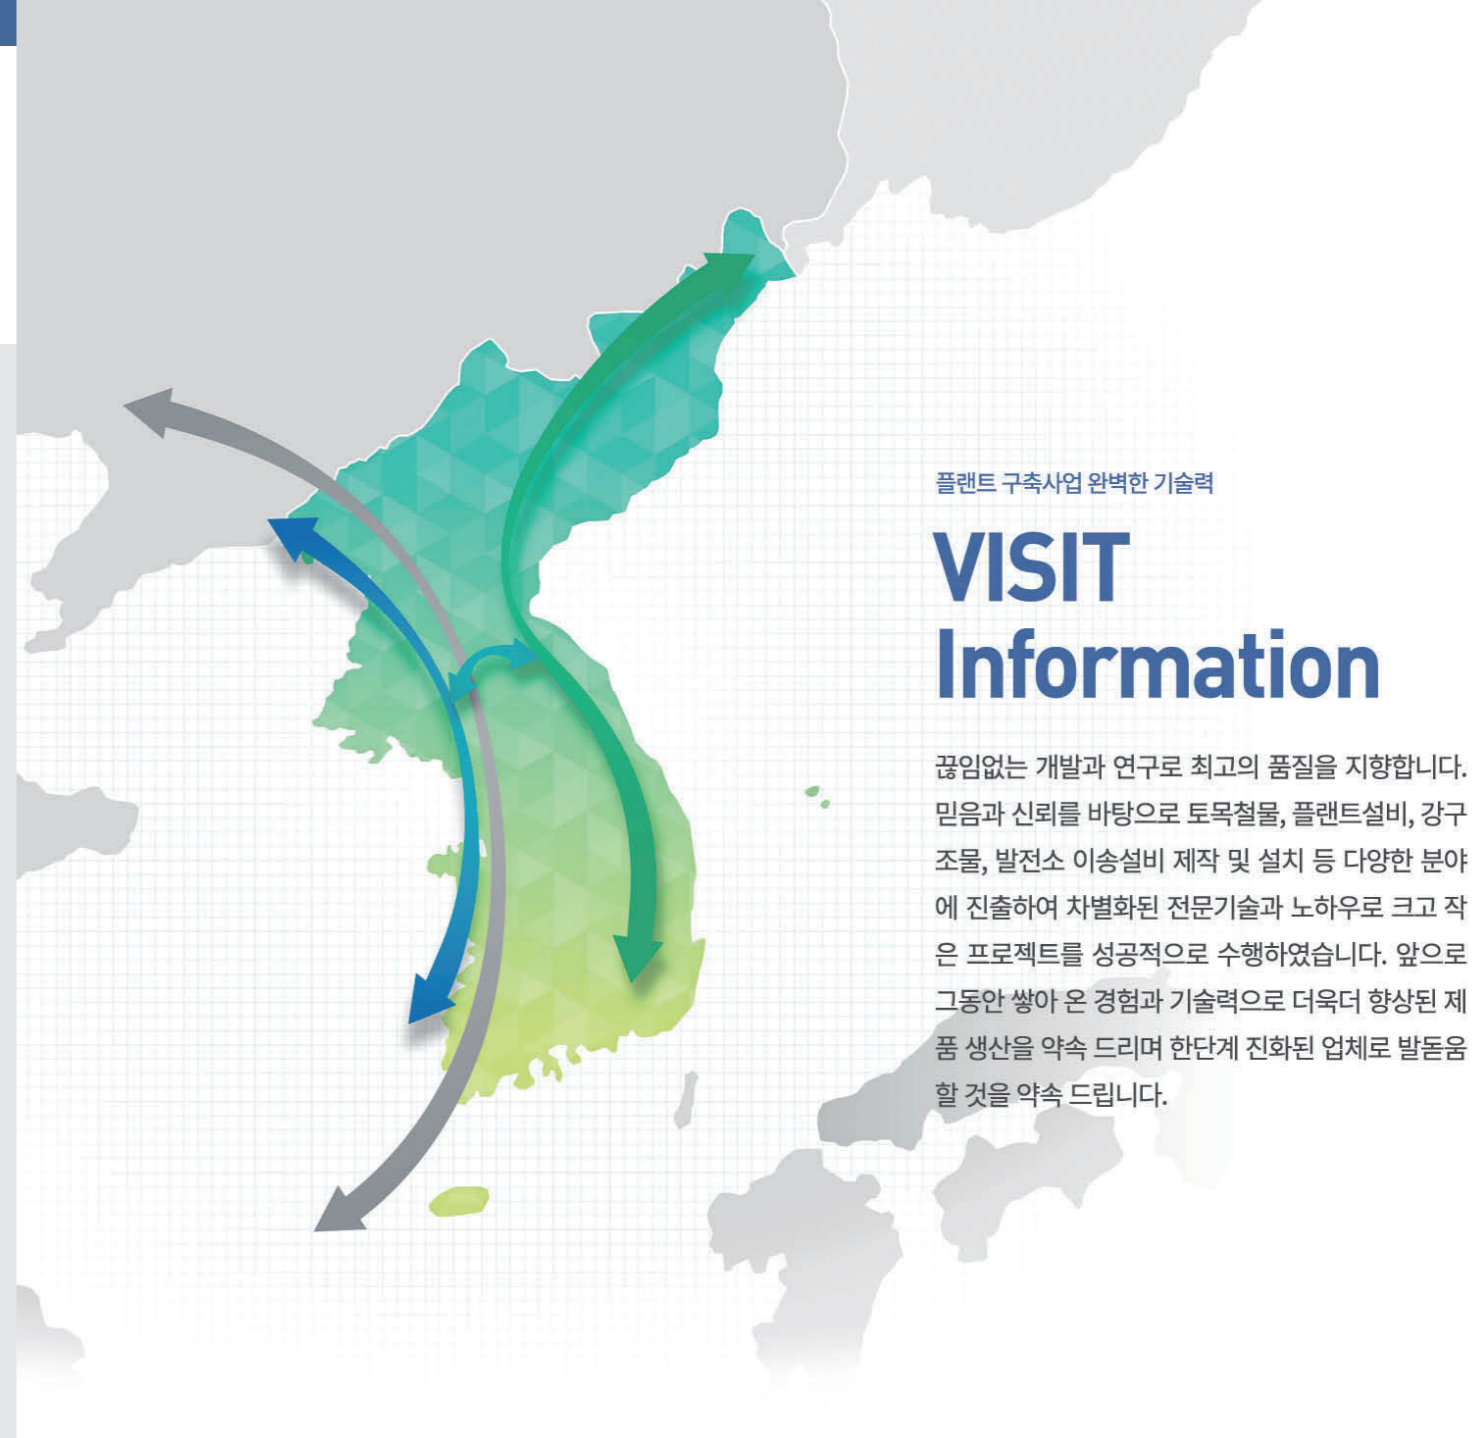 플랜트 구축사업 완벽한 기술력
VISIT
Information
끊임없는 개발과 연구로 최고의 품질을 지향합니다.
믿음과 신뢰를 바탕으로 토목철물, 플랜트설비, 강구
조물, 발전소 이송설비 제작 및 설치 등 다양한 분야
에 진출하여 차별화된 전문기술과 노하우로 크고 작
은 프로젝트를 성공적으로 수행하였습니다. 앞으로
그동안 쌓아 온 경험과 기술력으로 더욱더 향상된 제
품 생산을 약속 드리며 한단계 진화된 업체로 발돋움
할 것을 약속 드립니다.